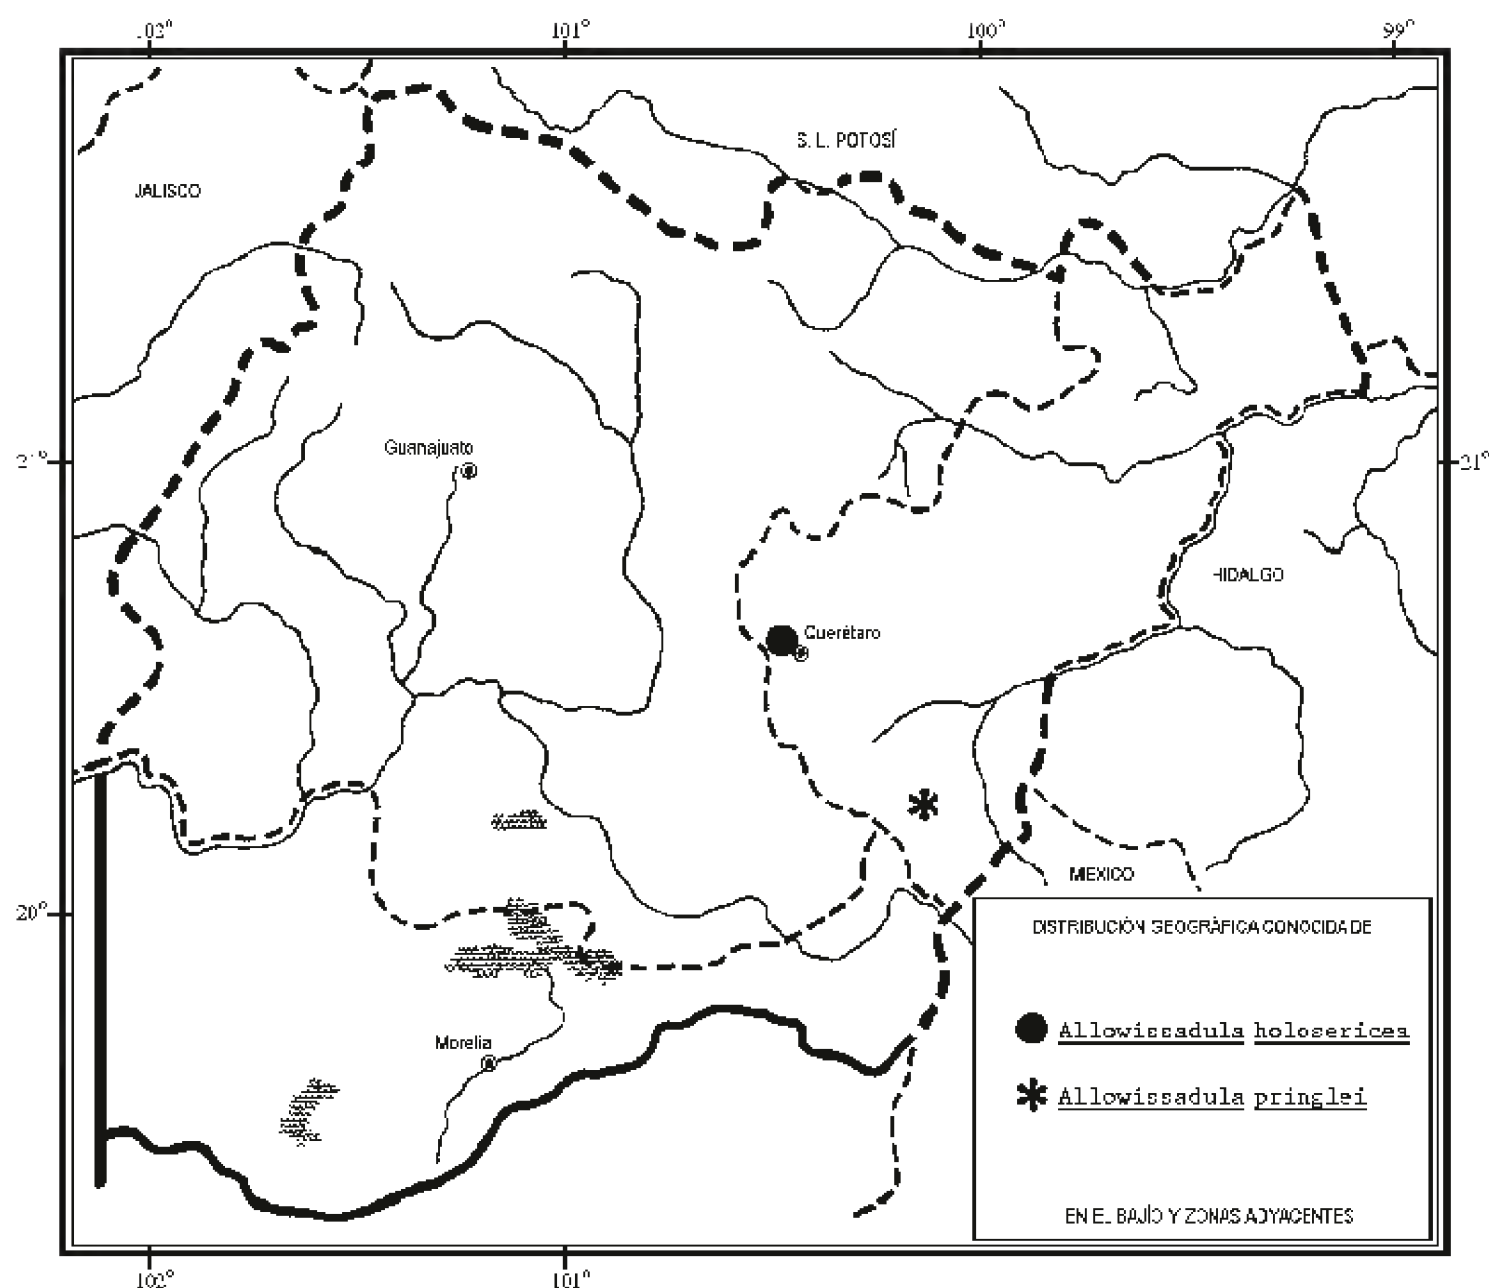 102° 101° 100° 99°
S. L. POTOSÍ
JALISCO
Guanajuato
21° 21°
HIDALGO
Querétaro
MEXICO
20°
DISTRIBUCIÓN GEOGRÁFICA CONOCIDA DE
Allowissadula holosericea
Morelia
Allowissadula pringlei
EN EL BAJÍO Y ZONAS ADYACENTES
102° 101°